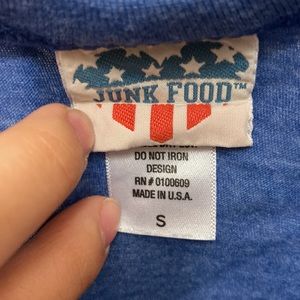 JUNK FOOD™
DO NOT IRON
DESIGN
RN # 0100609
MADE IN U.S.A.
S